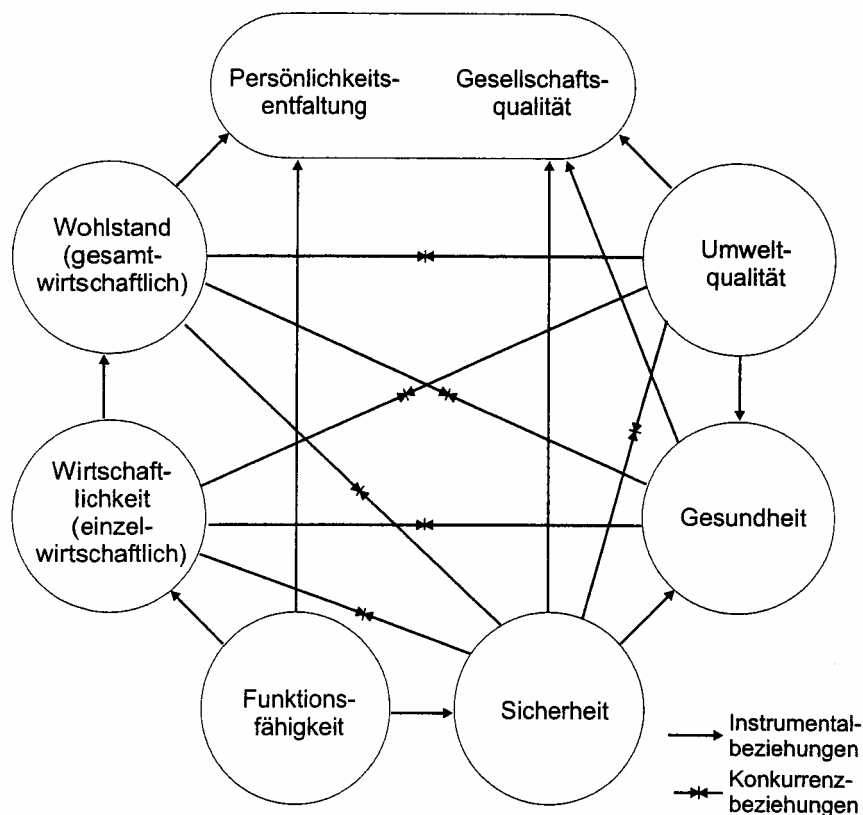 Persönlichkeits-
entfaltung
Gesellschafts-
qualität
Wohlstand
(gesamt-
wirtschaftlich)
Umwelt-
qualität
Wirtschaft-
lichkeit
(einzel-
wirtschaftlich)
Gesundheit
Funktions-
fähigkeit
Sicherheit
Instrumental-
beziehungen
Konkurrenz-
beziehungen